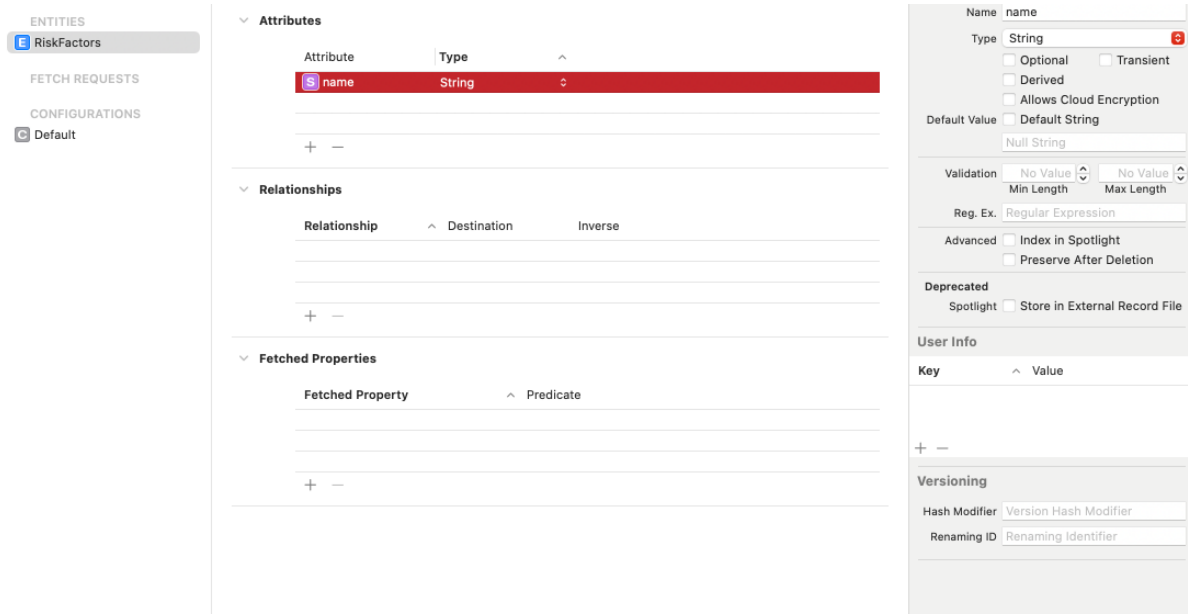 ENTITIES
E RiskFactors
FETCH REQUESTS
CONFIGURATIONS
C Default
Attributes
Attribute Type
S name String
+ −
Relationships
Relationship Destination Inverse
+ −
Fetched Properties
Fetched Property Predicate
+ −
Name name
Type String
Optional Transient
Derived
Allows Cloud Encryption
Default Value Default String
Null String
Validation No Value No Value
Min Length Max Length
Reg. Ex. Regular Expression
Advanced Index in Spotlight
Preserve After Deletion
Deprecated
Spotlight Store in External Record File
User Info
Key Value
+ −
Versioning
Hash Modifier Version Hash Modifier
Renaming ID Renaming Identifier